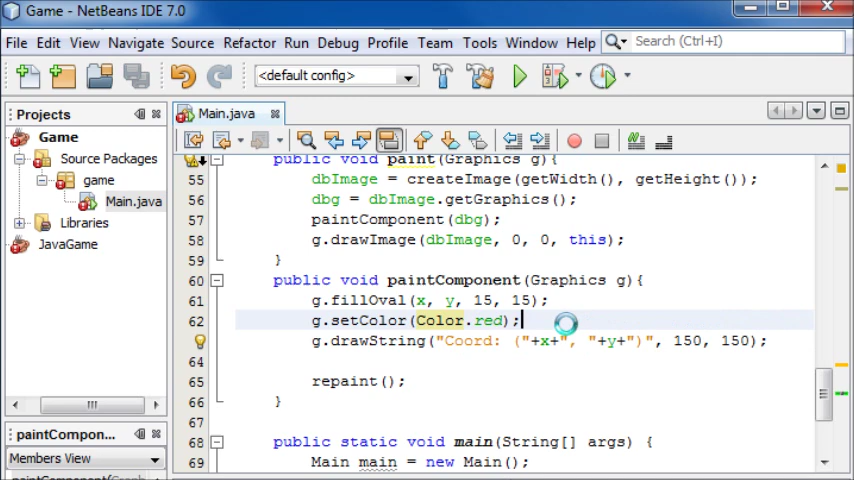 Game - NetBeans IDE 7.0
File Edit View Navigate Source Refactor Run Debug Profile Team Tools Window Help Search (Ctrl+I)
<default config>
Projects
Game
Source Packages
game
Main.java
Libraries
JavaGame
Main.java
public void paint(Graphics g){
55 dbImage = createImage(getWidth(), getHeight());
56 dbg = dbImage.getGraphics();
57 paintComponent(dbg);
58 g.drawImage(dbImage, 0, 0, this);
59 }
60 public void paintComponent(Graphics g){
61 g.fillOval(x, y, 15, 15);
62 g.setColor(Color.red);
g.drawString("Coord: ("+x+", "+y+")", 150, 150);
64
65 repaint();
66 }
67
68 public static void main(String[] args) {
69 Main main = new Main();
paintCompon...
Members View